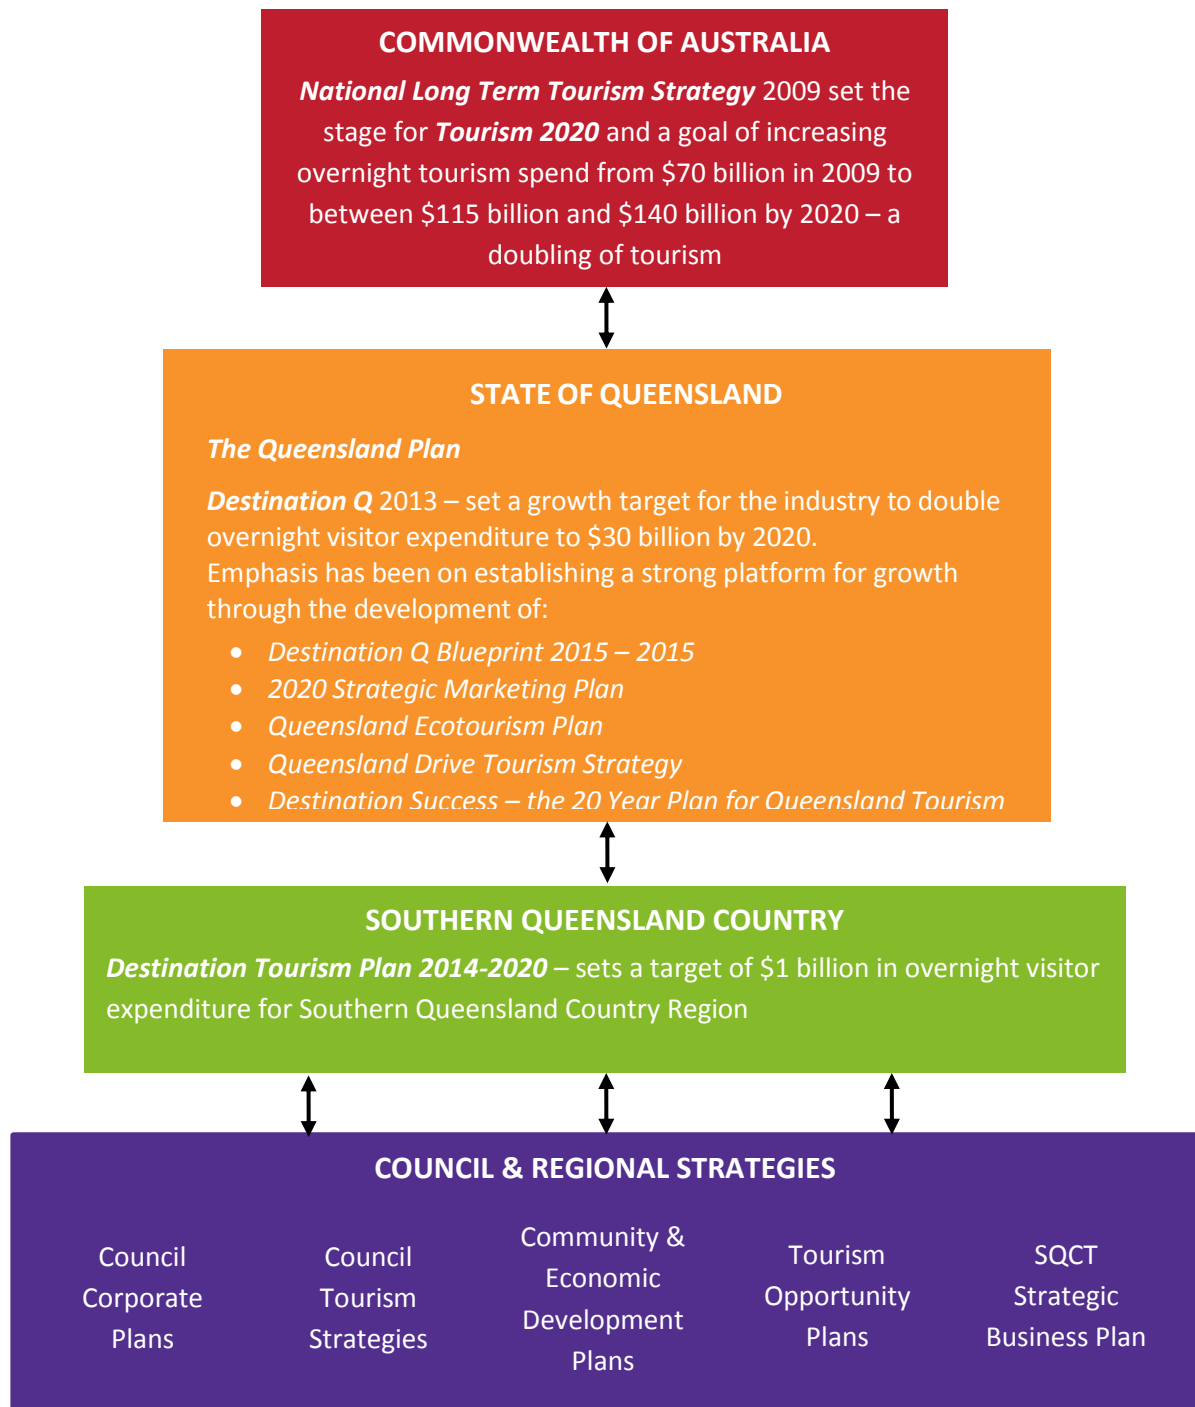 COMMONWEALTH OF AUSTRALIA
National Long Term Tourism Strategy 2009 set the
stage for Tourism 2020 and a goal of increasing
overnight tourism spend from $70 billion in 2009 to
between $115 billion and $140 billion by 2020 – a
doubling of tourism
STATE OF QUEENSLAND
The Queensland Plan
Destination Q 2013 – set a growth target for the industry to double
overnight visitor expenditure to $30 billion by 2020.
Emphasis has been on establishing a strong platform for growth
through the development of:
• Destination Q Blueprint 2015 – 2015
• 2020 Strategic Marketing Plan
• Queensland Ecotourism Plan
• Queensland Drive Tourism Strategy
• Destination Success – the 20 Year Plan for Queensland Tourism
SOUTHERN QUEENSLAND COUNTRY
Destination Tourism Plan 2014-2020 – sets a target of $1 billion in overnight visitor
expenditure for Southern Queensland Country Region
COUNCIL & REGIONAL STRATEGIES
Council
Corporate
Plans
Council
Tourism
Strategies
Community &
Economic
Development
Plans
Tourism
Opportunity
Plans
SQCT
Strategic
Business Plan